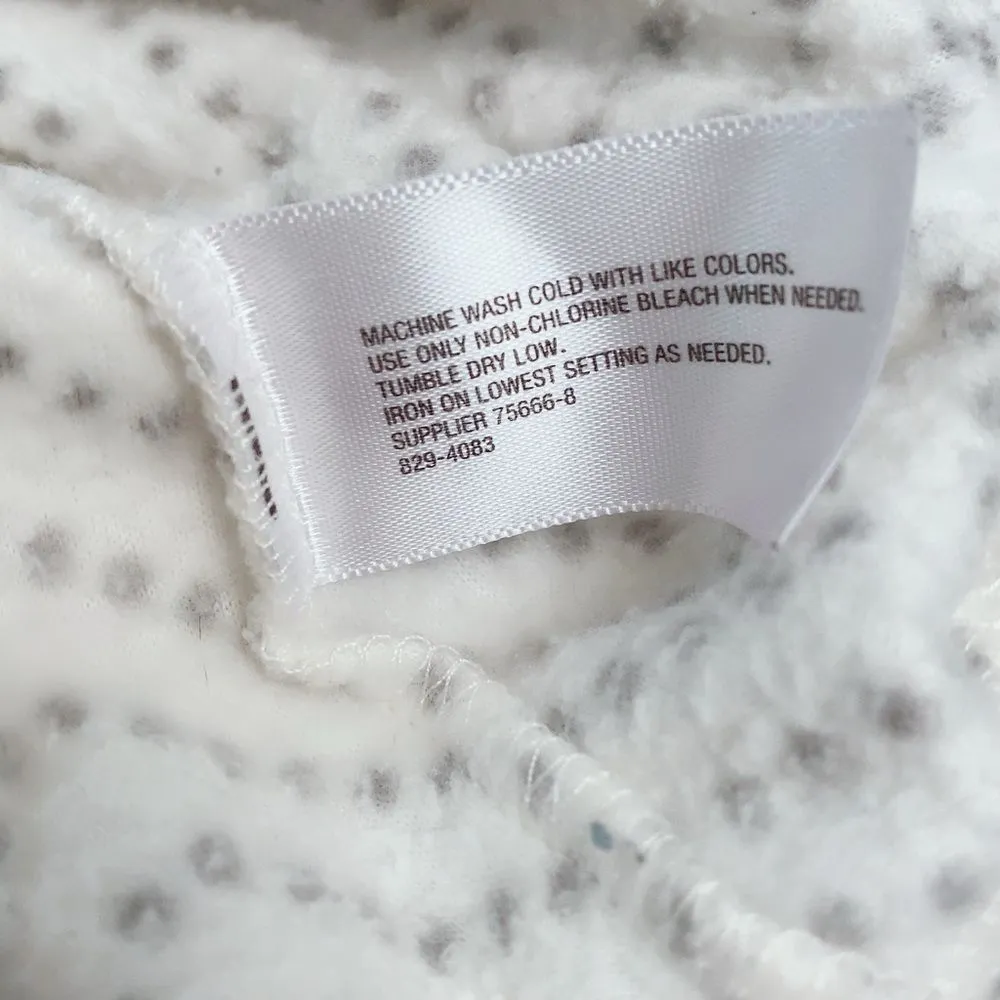 MACHINE WASH COLD WITH LIKE COLORS.
USE ONLY NON-CHLORINE BLEACH WHEN NEEDED.
TUMBLE DRY LOW.
IRON ON LOWEST SETTING AS NEEDED.
SUPPLIER 75666-8
829-4083